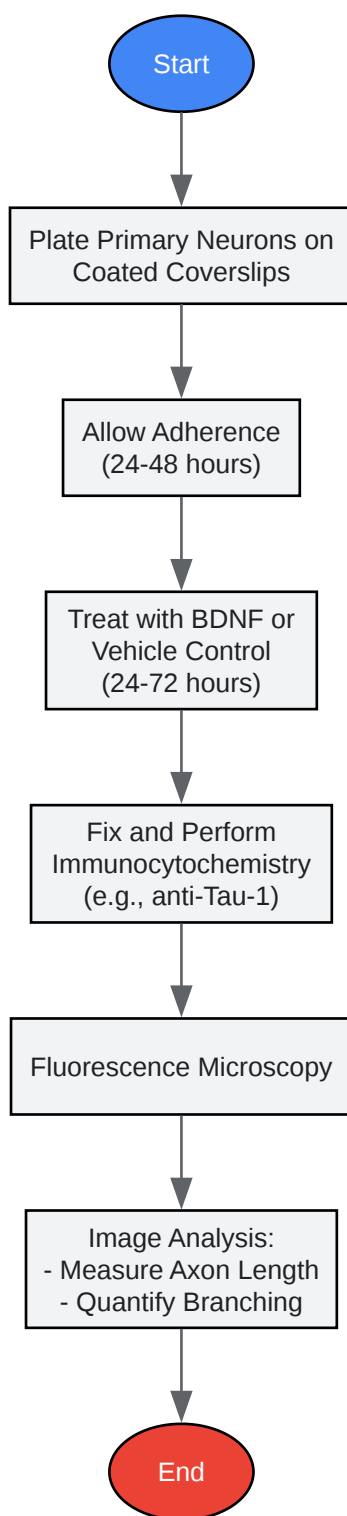 Start
Plate Primary Neurons on
Coated Coverslips
Allow Adherence
(24-48 hours)
Treat with BDNF or
Vehicle Control
(24-72 hours)
Fix and Perform
Immunocytochemistry
(e.g., anti-Tau-1)
Fluorescence Microscopy
Image Analysis:
- Measure Axon Length
- Quantify Branching
End